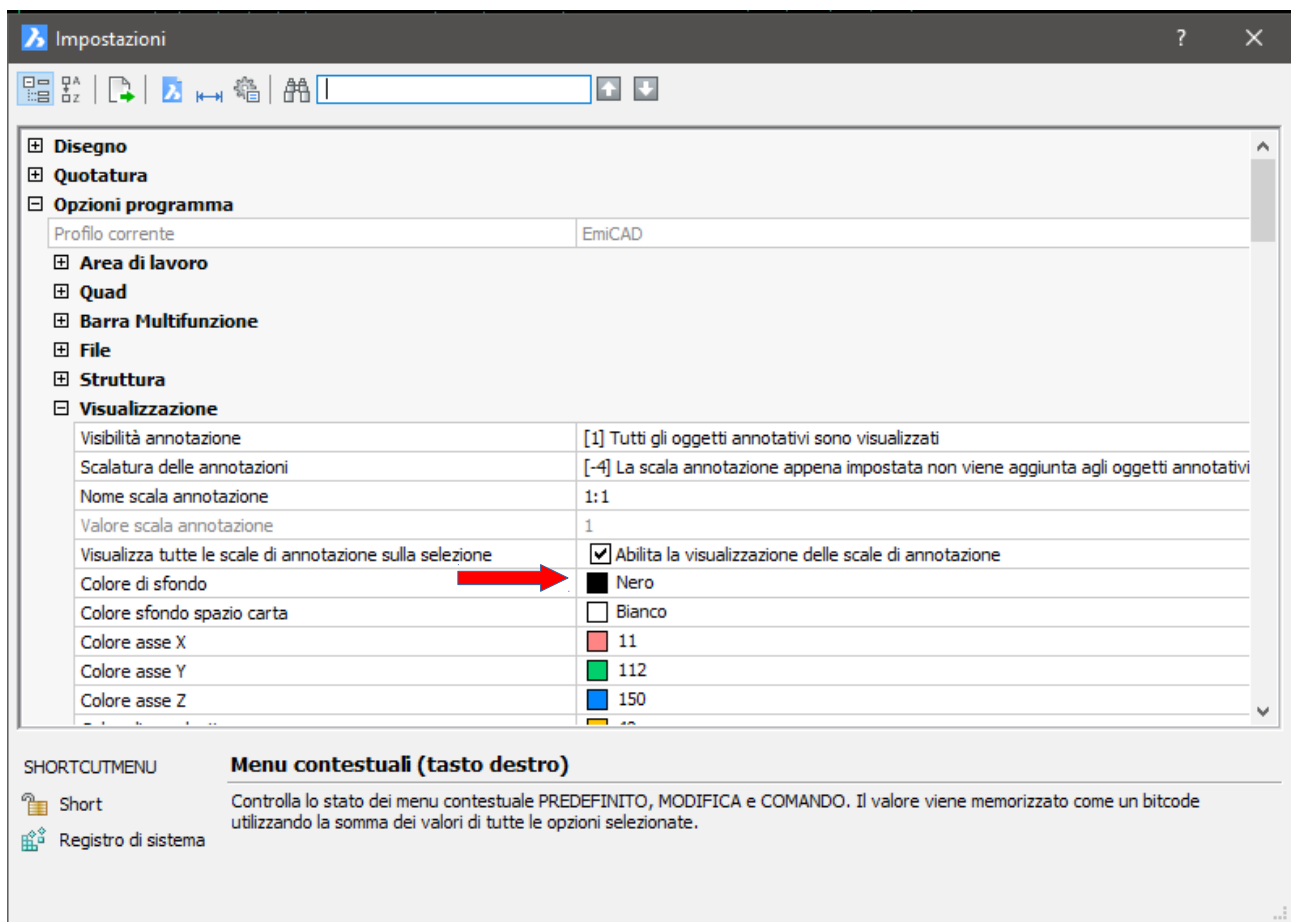 Impostazioni
Disegno
Quotatura
Opzioni programma
Profilo corrente EmiCAD
Area di lavoro
Quad
Barra Multifunzione
File
Struttura
Visualizzazione
Visibilità annotazione [1] Tutti gli oggetti annotativi sono visualizzati
Scalatura delle annotazioni [-4] La scala annotazione appena impostata non viene aggiunta agli oggetti annotativi
Nome scala annotazione 1:1
Valore scala annotazione 1
Visualizza tutte le scale di annotazione sulla selezione Abilita la visualizzazione delle scale di annotazione
Colore di sfondo Nero
Colore sfondo spazio carta Bianco
Colore asse X 11
Colore asse Y 112
Colore asse Z 150
SHORTCUTMENU Menu contestuali (tasto destro)
Short
Registro di sistema
Controlla lo stato dei menu contestuale PREDEFINITO, MODIFICA e COMANDO. Il valore viene memorizzato come un bitcode
utilizzando la somma dei valori di tutte le opzioni selezionate.